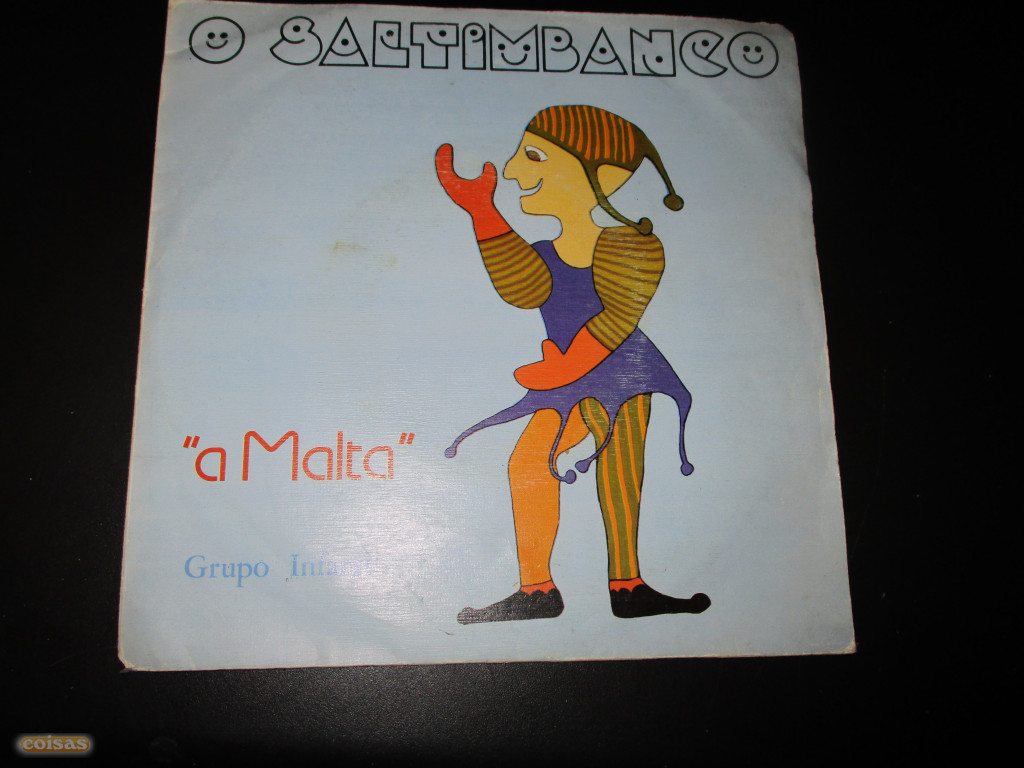 O SALTIMBANCO
"a Malta"
Grupo
coisas